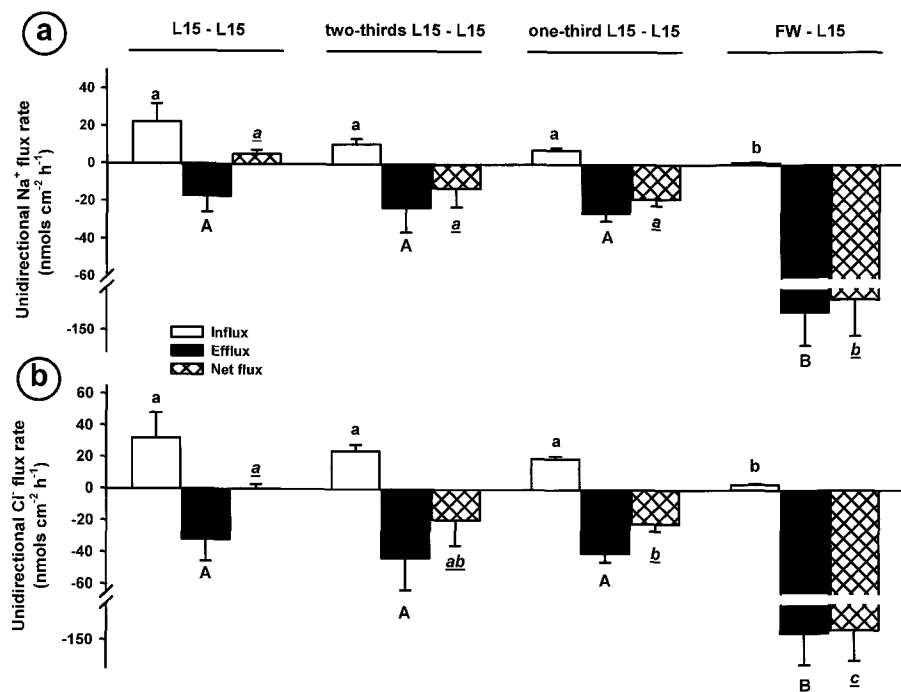 a
L15 - L15
two-thirds L15 - L15
one-third L15 - L15
FW - L15
Unidirectional Na+ flux rate
(nmols cm-2 h-1)
40
20
0
-20
-40
-60
-150
a
A
a
a
A
a
a
A
a
b
B
b
Influx
Efflux
Net flux
b
Unidirectional Cl- flux rate
(nmols cm-2 h-1)
60
40
20
0
-20
-40
-60
-150
a
A
a
a
A
ab
a
A
b
b
B
c